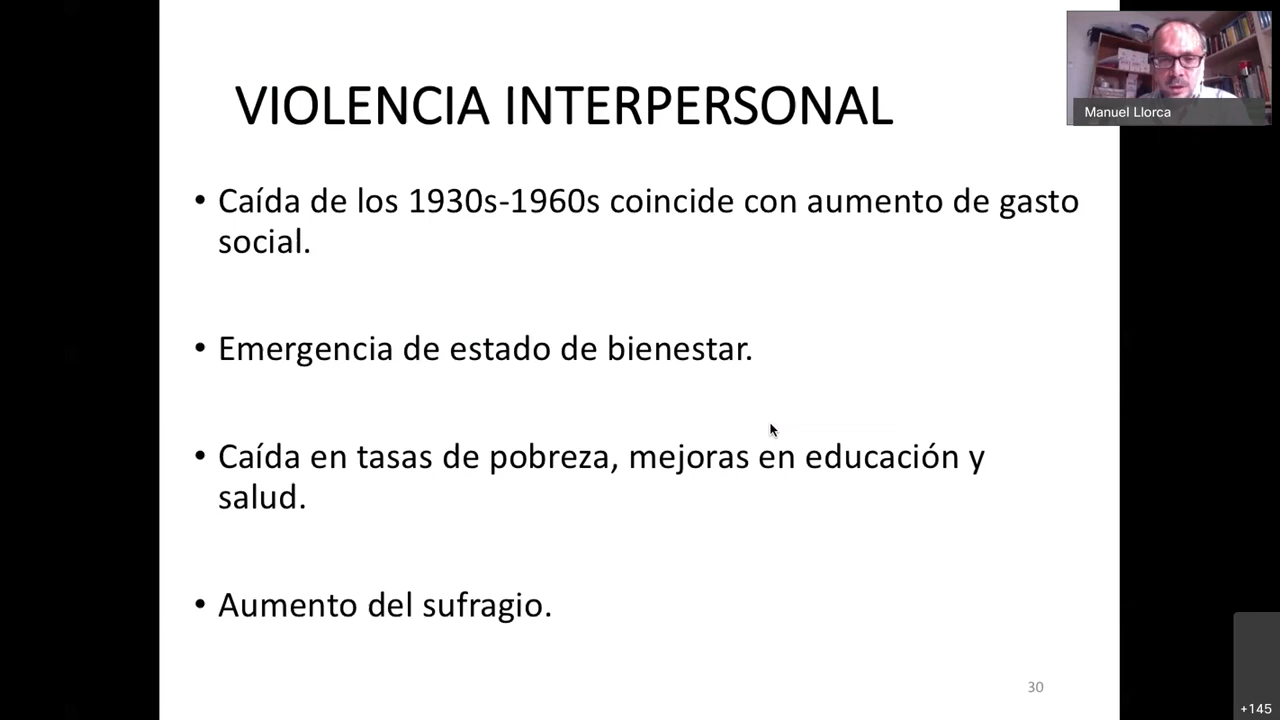 VIOLENCIA INTERPERSONAL
Manuel Llorca
• Caída de los 1930s-1960s coincide con aumento de gasto
social.
• Emergencia de estado de bienestar.
• Caída en tasas de pobreza, mejoras en educación y
salud.
• Aumento del sufragio.
30
+145